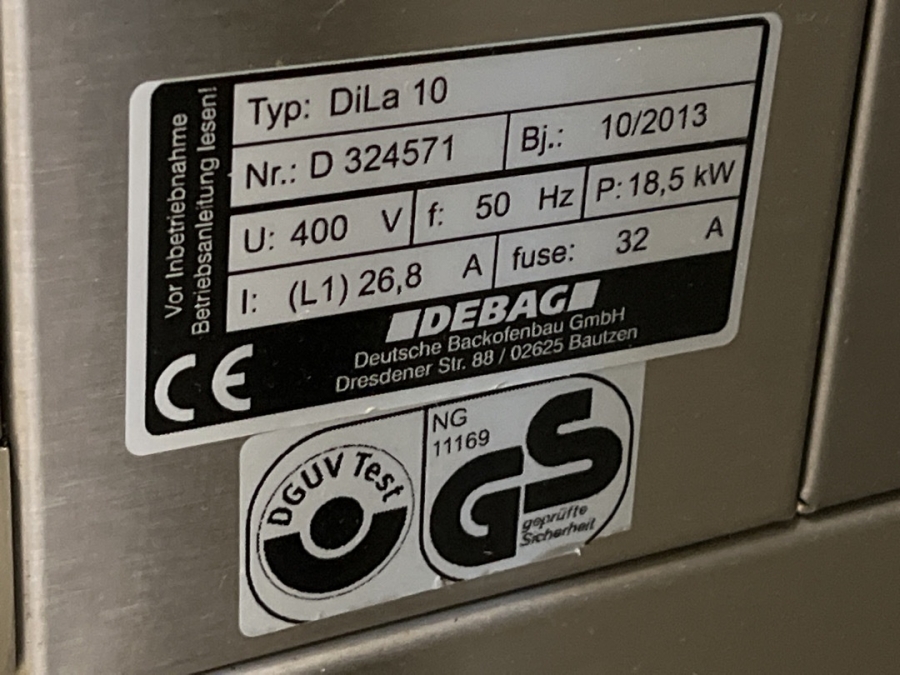 Vor Inbetriebnahme
Betriebsanleitung lesen!
Typ: DiLa 10
Nr.: D 324571 Bj.: 10/2013
U: 400 V f: 50 Hz P: 18,5 kW
I: (L1) 26,8 A fuse: 32 A
DEBAG
Deutsche Backofenbau GmbH
Dresdener Str. 88 / 02625 Bautzen
CE
DGUV Test
NG
11169
GS
geprüfte
Sicherheit